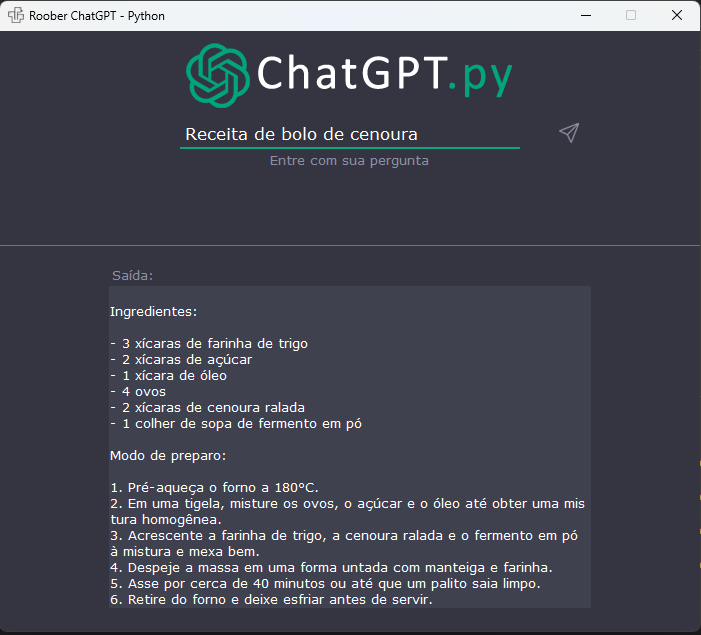 Roober ChatGPT - Python
ChatGPT.py
Receita de bolo de cenoura
Entre com sua pergunta
Saída:
Ingredientes:
- 3 xícaras de farinha de trigo
- 2 xícaras de açúcar
- 1 xícara de óleo
- 4 ovos
- 2 xícaras de cenoura ralada
- 1 colher de sopa de fermento em pó
Modo de preparo:
1. Pré-aqueça o forno a 180°C.
2. Em uma tigela, misture os ovos, o açúcar e o óleo até obter uma mis
tura homogênea.
3. Acrescente a farinha de trigo, a cenoura ralada e o fermento em pó
à mistura e mexa bem.
4. Despeje a massa em uma forma untada com manteiga e farinha.
5. Asse por cerca de 40 minutos ou até que um palito saia limpo.
6. Retire do forno e deixe esfriar antes de servir.